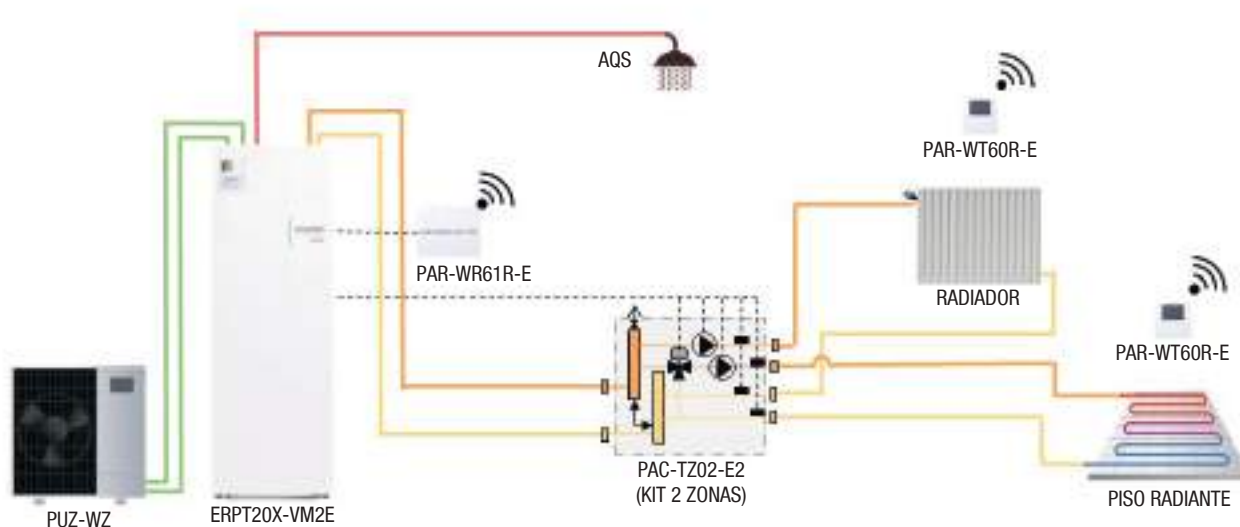 AQS
PAR-WT60R-E
PAR-WR61R-E
RADIADOR
PAR-WT60R-E
PUZ-WZ
ERPT20X-VM2E
PAC-TZ02-E2
(KIT 2 ZONAS)
PISO RADIANTE